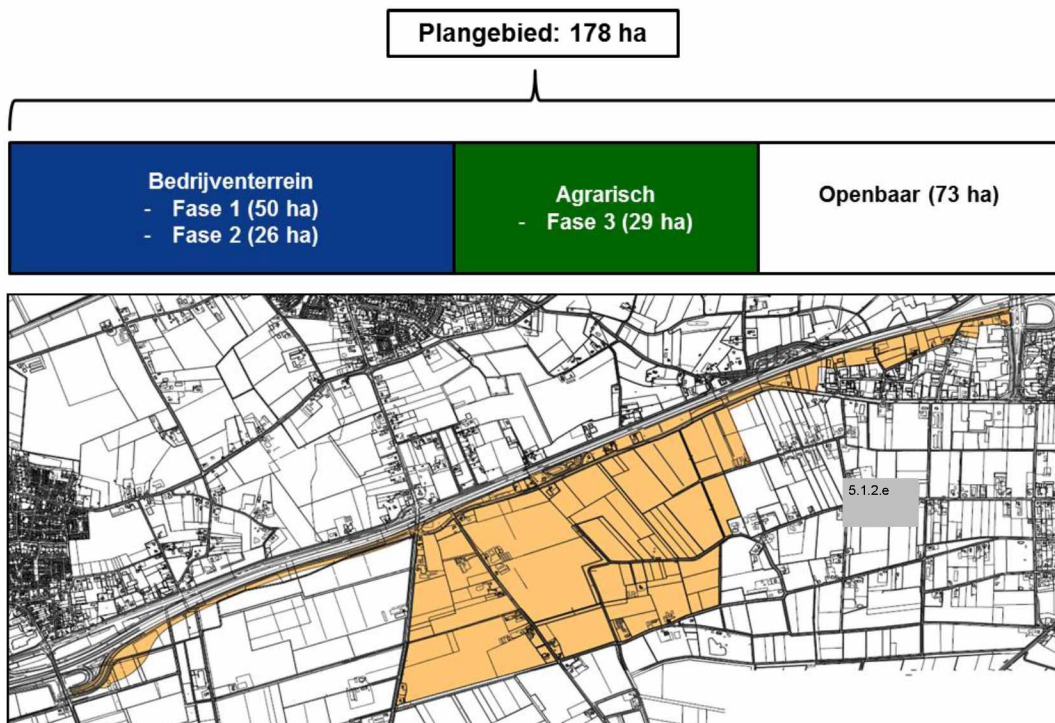 Plangebied: 178 ha
Bedrijventerrein
- Fase 1 (50 ha)
- Fase 2 (26 ha)
Agrarisch
- Fase 3 (29 ha)
Openbaar (73 ha)
5.1.2.e